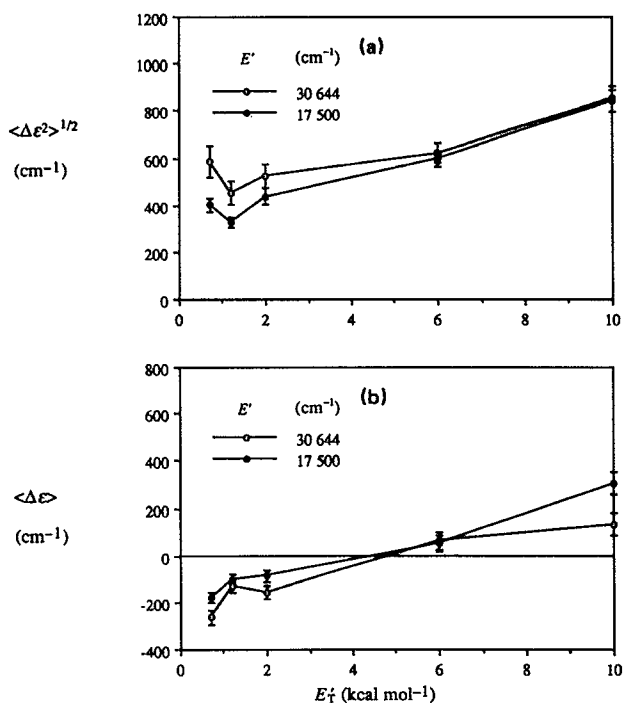 (a)
E' (cm⁻¹)
30 644
17 500
<Δε²>^1/2
(cm⁻¹)
1200
1000
800
600
400
200
0
0 2 4 6 8 10
(b)
E' (cm⁻¹)
30 644
17 500
<Δε>
(cm⁻¹)
800
600
400
200
0
-200
-400
0 2 4 6 8 10
E'_T (kcal mol⁻¹)